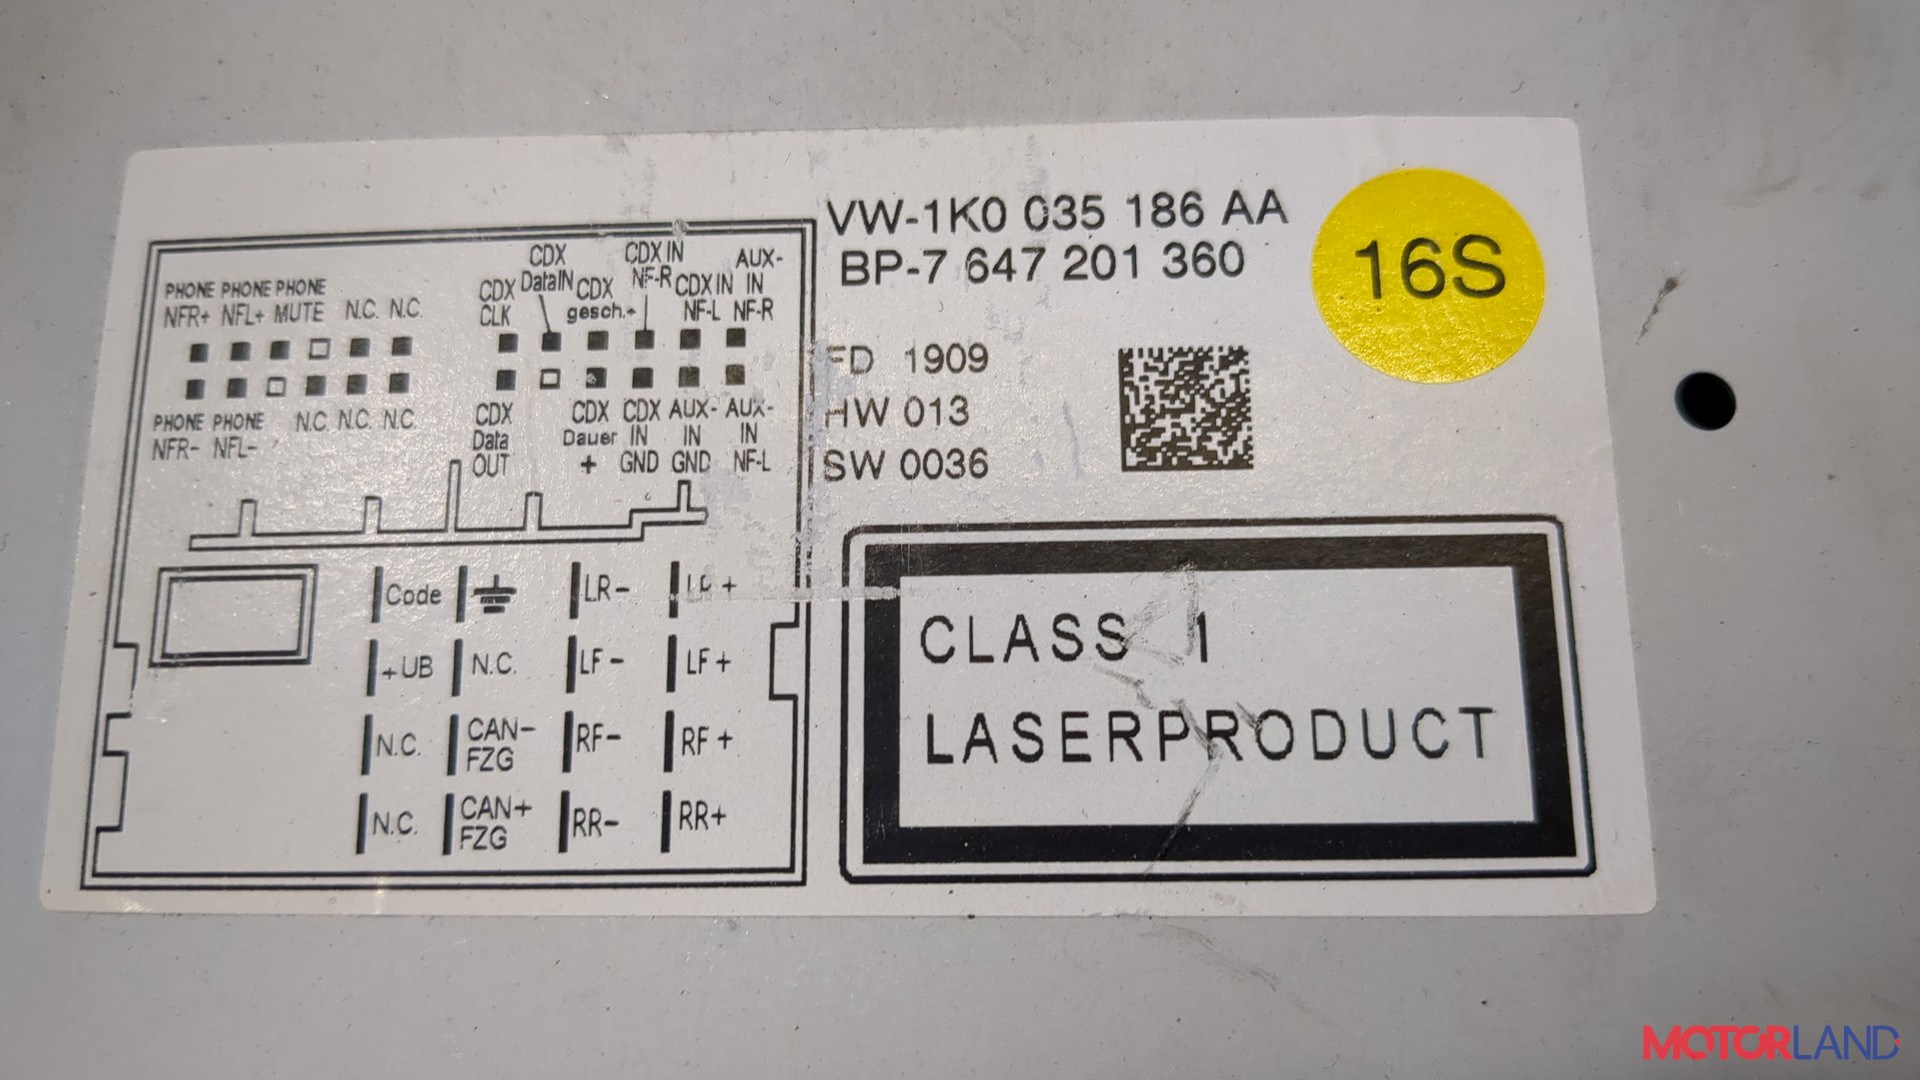 VW-1K0 035 186 AA
BP-7 647 201 360
16S
FD 1909
HW 013
SW 0036
CDX CDX IN AUX-
PHONE PHONE PHONE CDX DataIN CDX NF-R CDX IN IN
NFR+ NFL+ MUTE N.C. N.C. CLK gesch.+ NF-L NF-R
PHONE PHONE N.C. N.C. N.C. CDX CDX CDX AUX- AUX-
NFR- NFL- Data Dauer IN IN IN
OUT + GND GND NF-L
Code LR- +
+UB N.C. LF- LF+
N.C. CAN- RF- RF+
FZG
N.C. CAN+ RR- RR+
FZG
CLASS 1
LASERPRODUCT
MOTORLAND